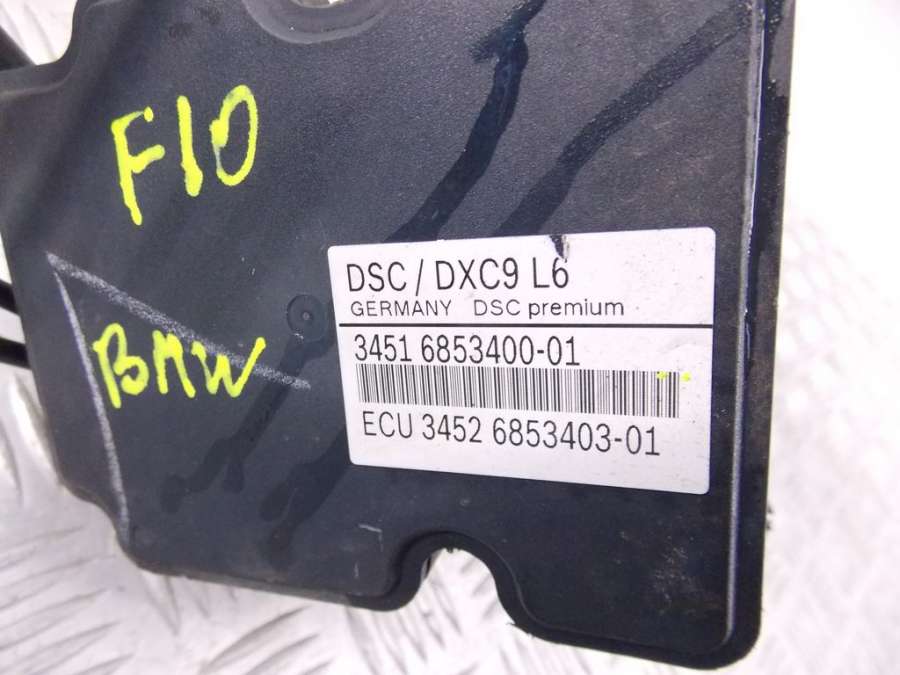 F10
BMW
DSC / DXC9 L6
GERMANY DSC premium
3451 6853400-01
ECU 3452 6853403-01